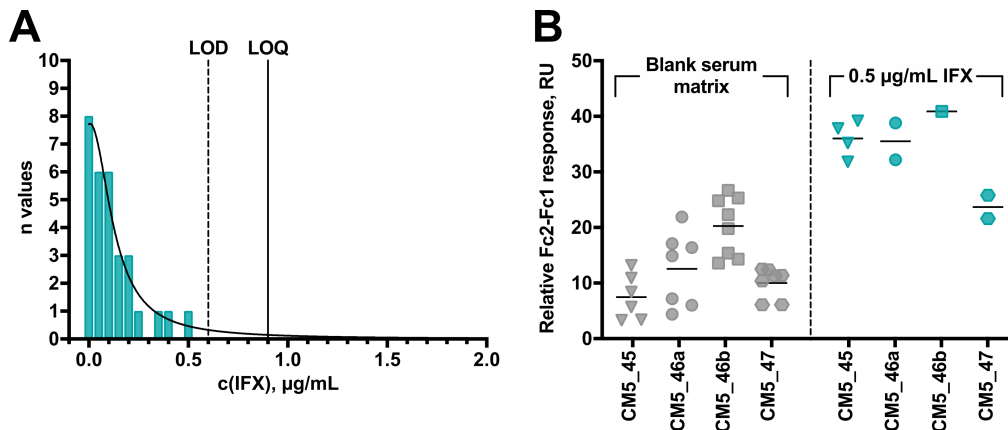 A
LOD LOQ
10
9
8
7
6
5
4
3
2
1
0
n values
0.0 0.5 1.0 1.5 2.0
c(IFX), µg/mL
B
Blank serum
matrix
0.5 µg/mL IFX
50
40
30
20
10
0
Relative Fc2-Fc1 response, RU
CM5_45
CM5_46a
CM5_46b
CM5_47
CM5_45
CM5_46a
CM5_46b
CM5_47